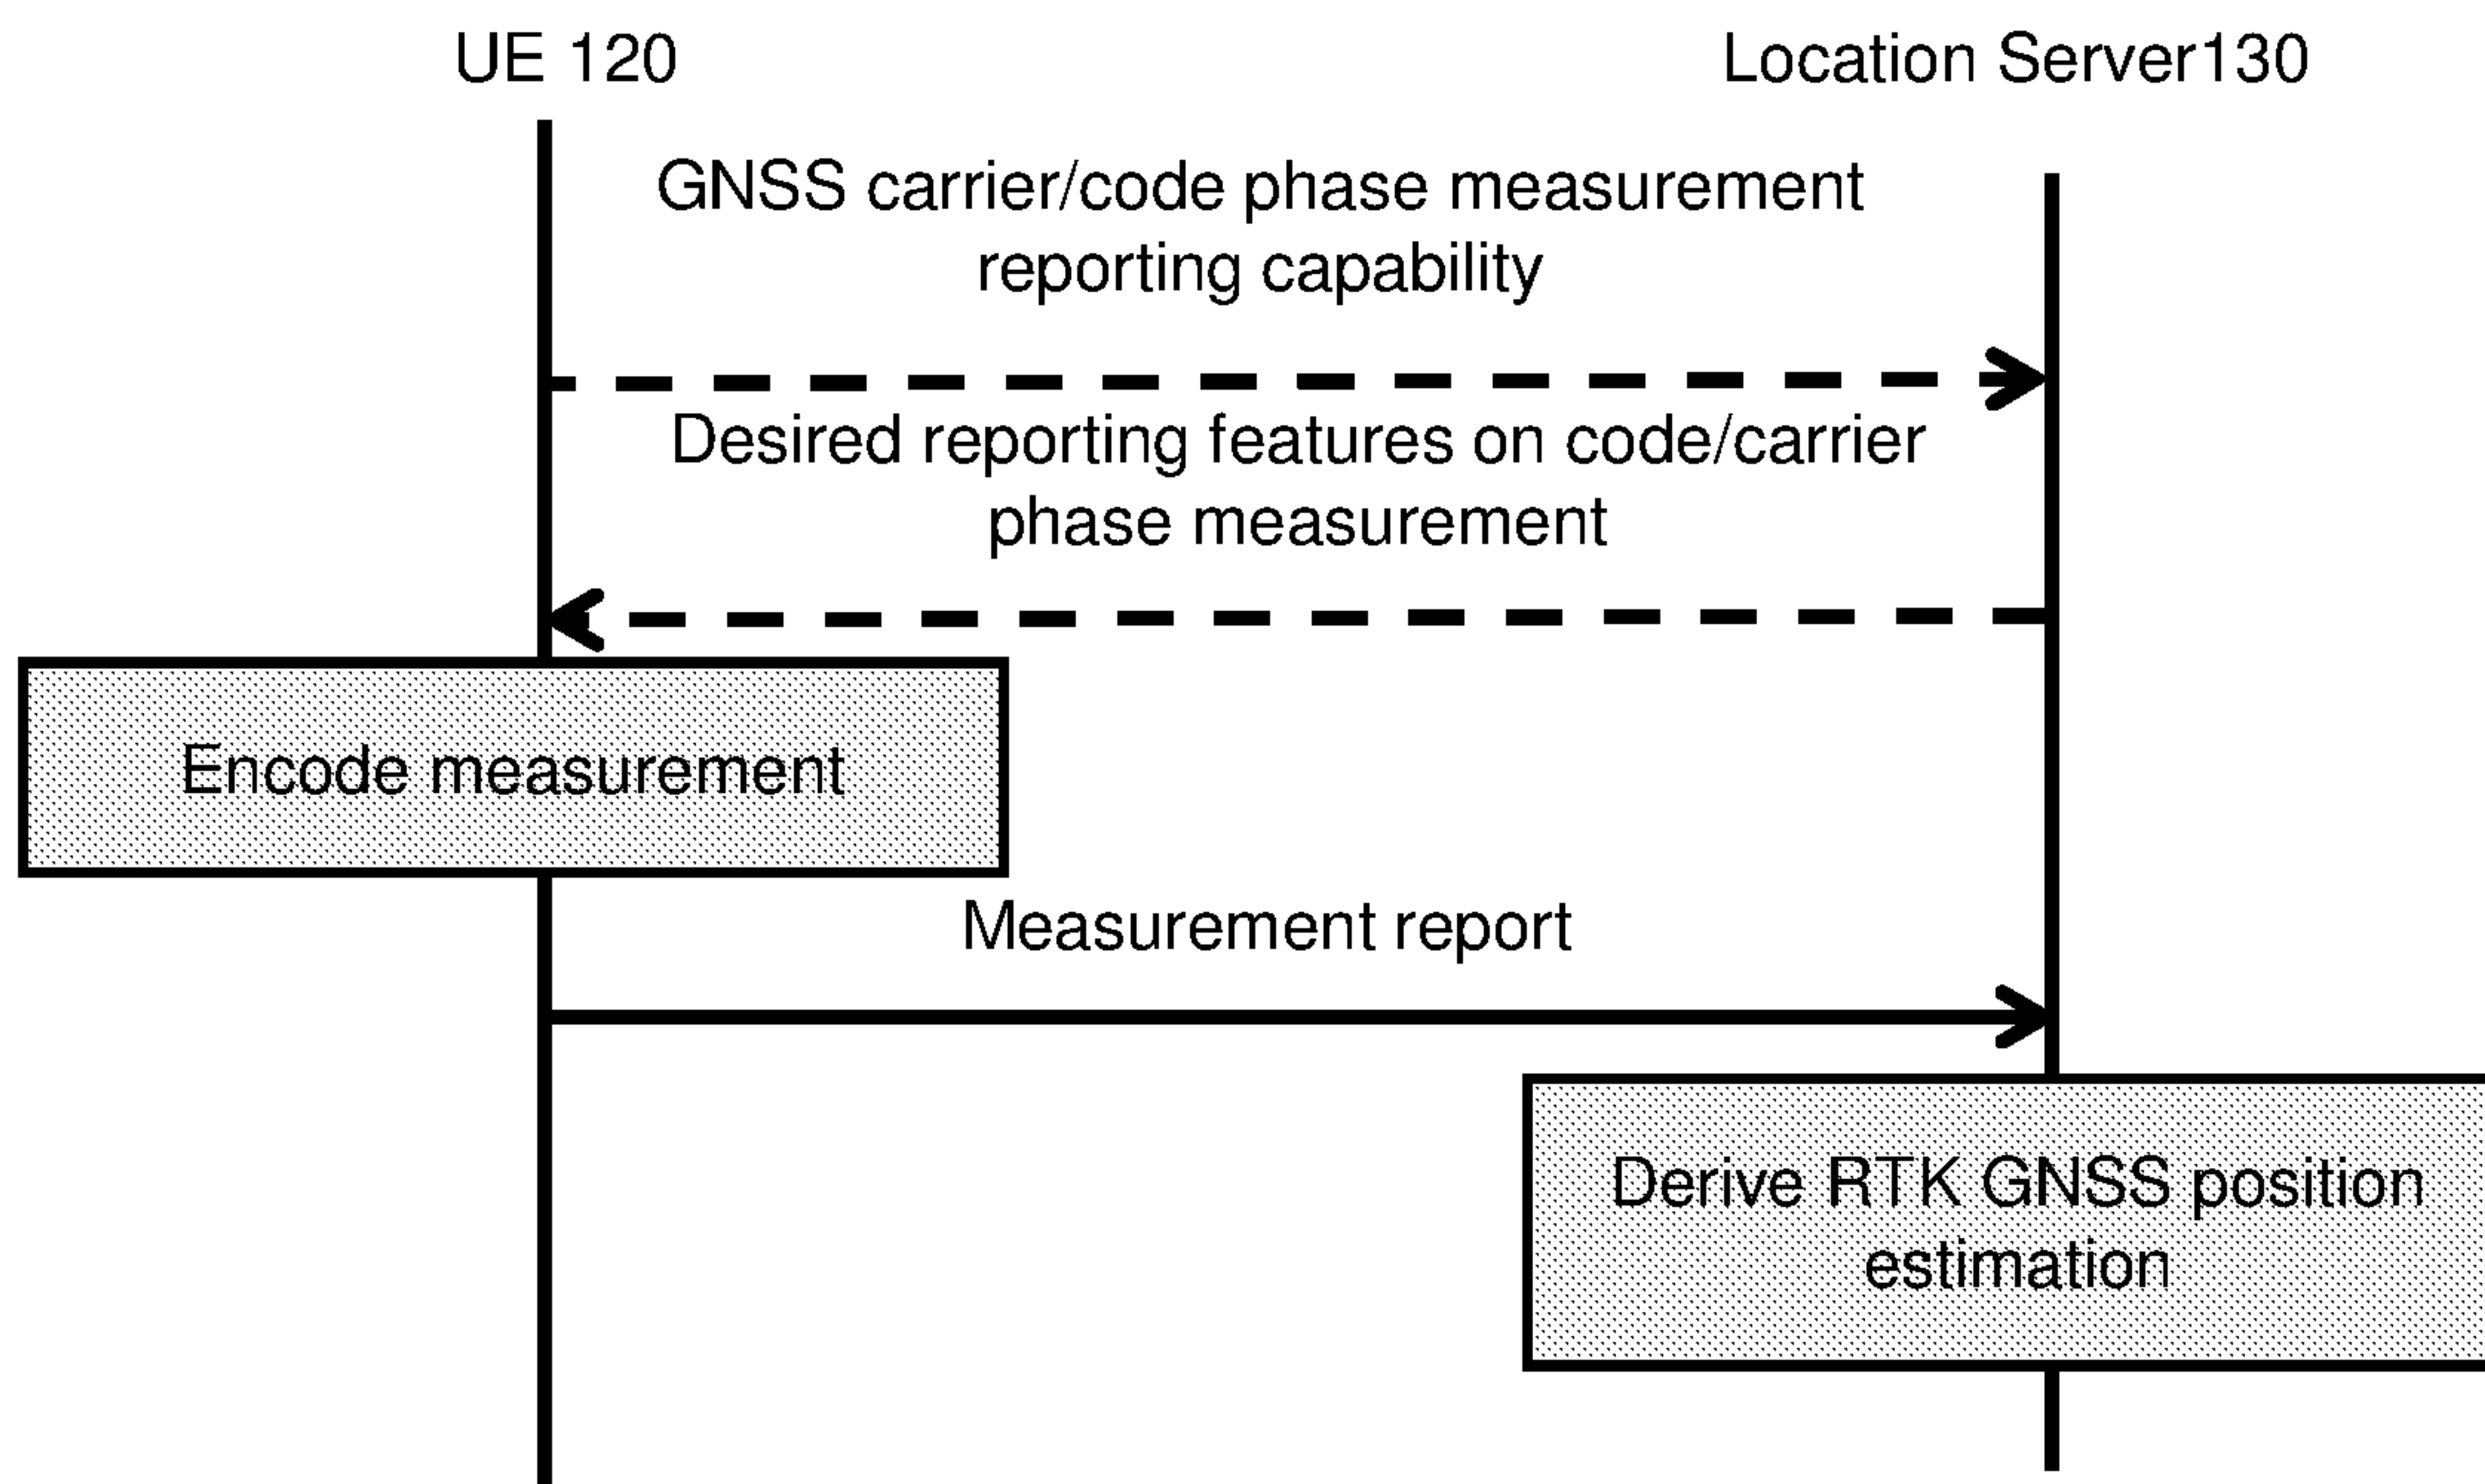 UE 120
Location Server130
GNSS carrier/code phase measurement
reporting capability
Desired reporting features on code/carrier
phase measurement
Encode measurement
Measurement report
Derive RTK GNSS position
estimation